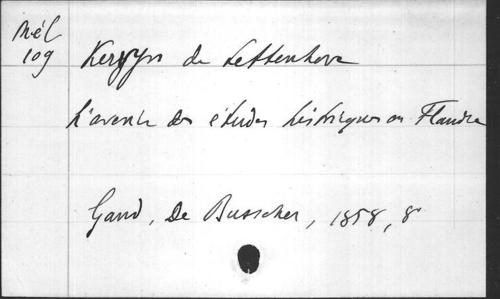 Mél
109
Kervyn de Lettenhove
L'avenir des études historiques en Flandre
Gand, De Busscher, 1858, 8°